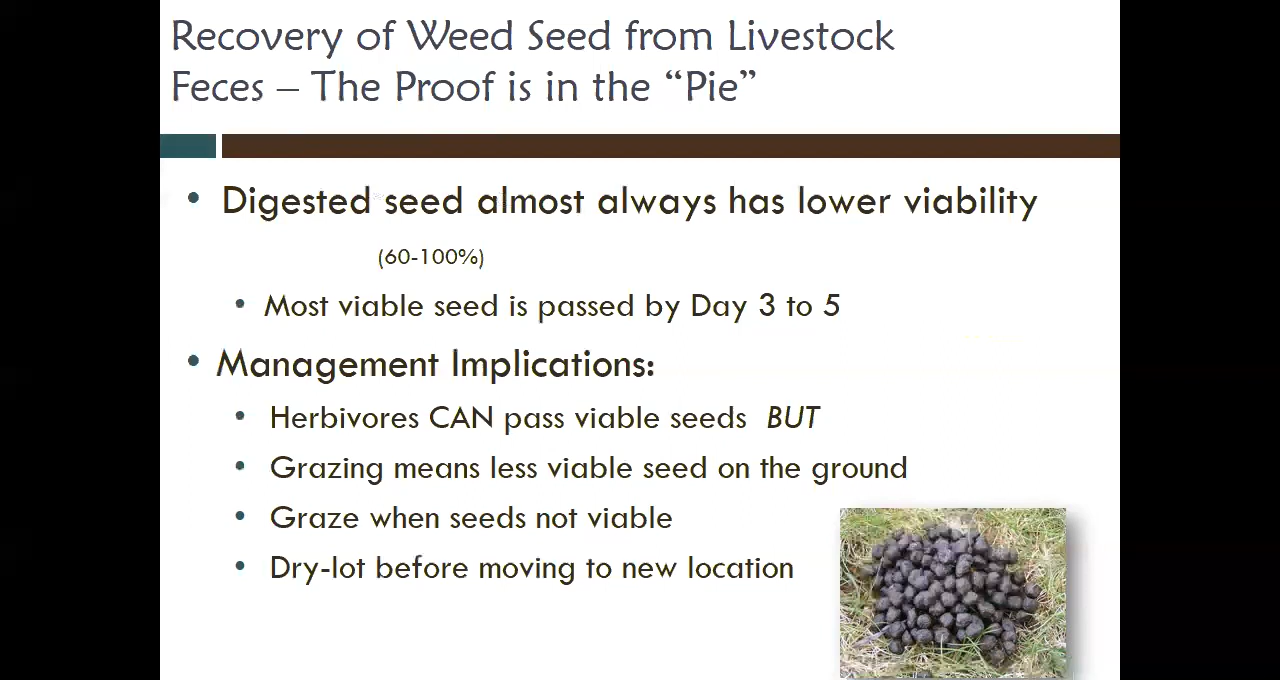 Recovery of Weed Seed from Livestock
Feces – The Proof is in the “Pie”
• Digested seed almost always has lower viability
(60-100%)
• Most viable seed is passed by Day 3 to 5
• Management Implications:
• Herbivores CAN pass viable seeds BUT
• Grazing means less viable seed on the ground
• Graze when seeds not viable
• Dry-lot before moving to new location